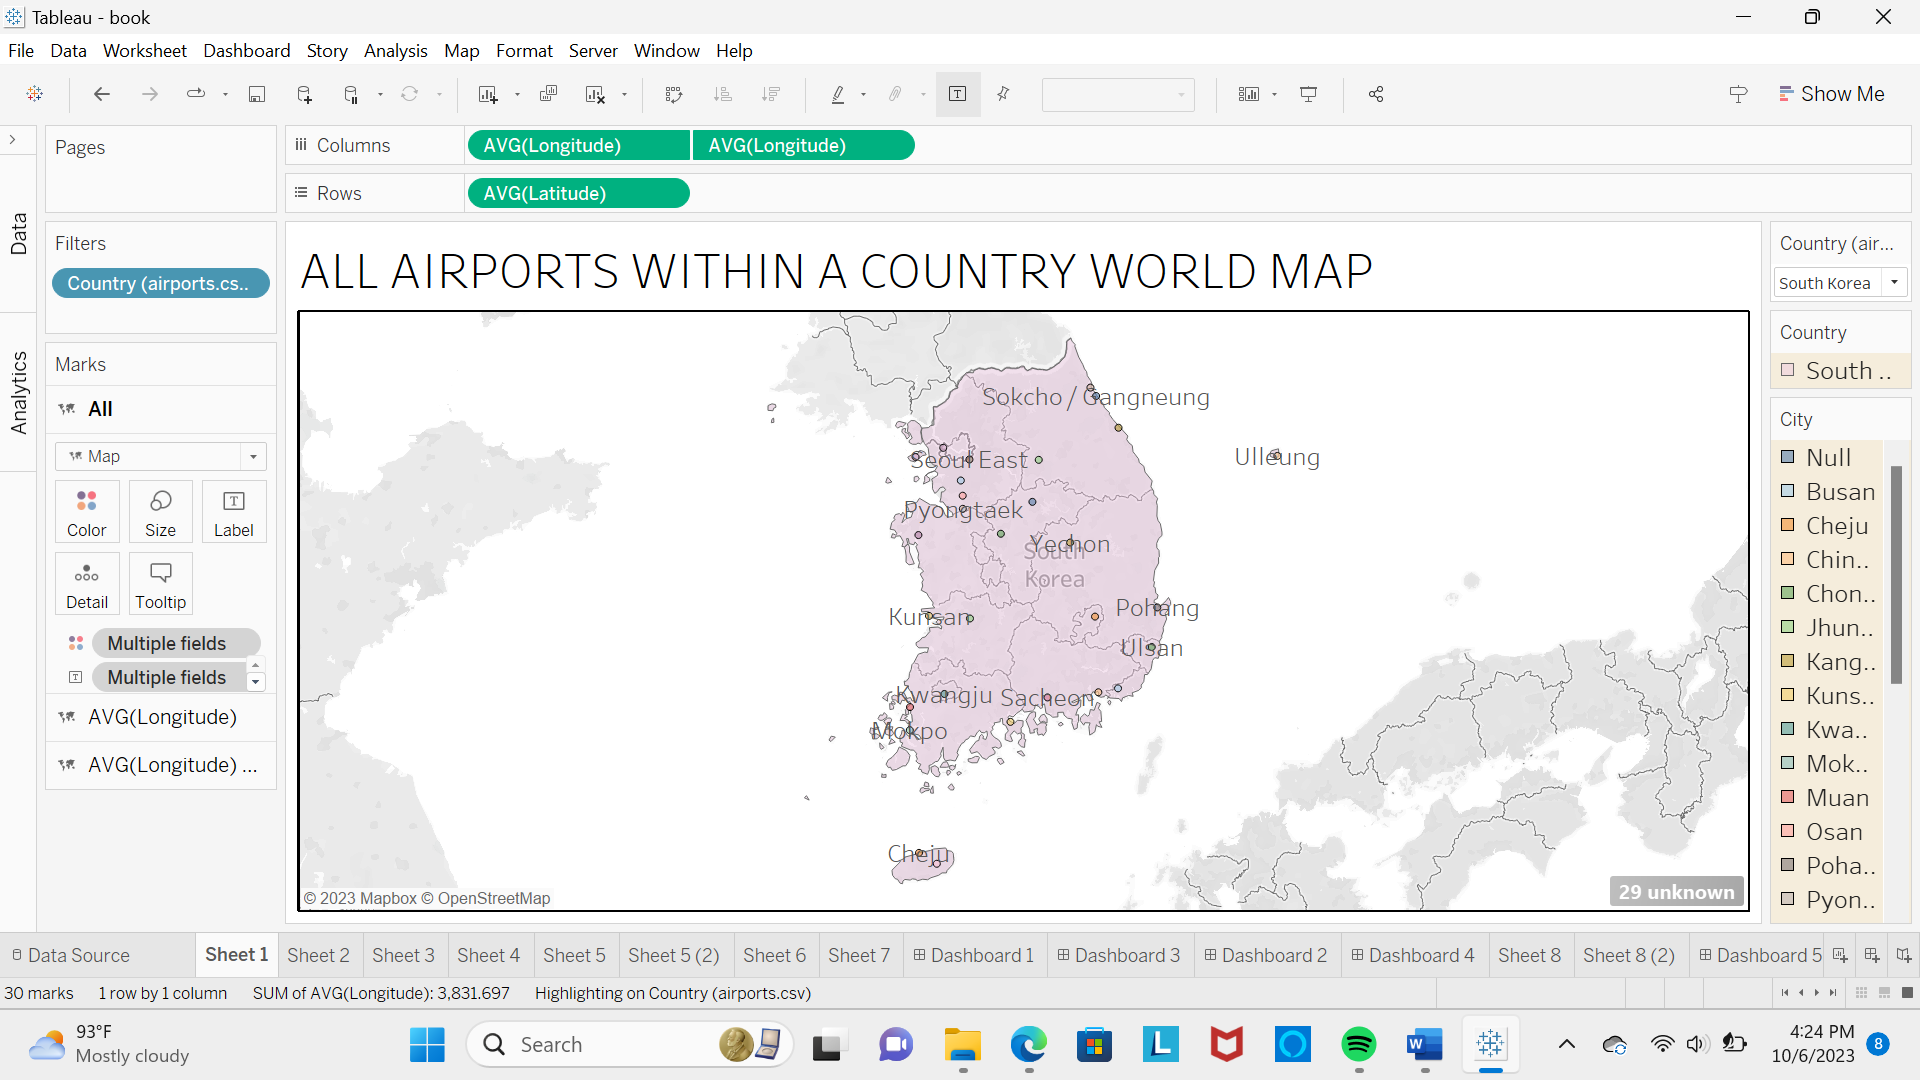 Tableau - book
File Data Worksheet Dashboard Story Analysis Map Format Server Window Help
Show Me
Pages
Columns AVG(Longitude) AVG(Longitude)
Rows AVG(Latitude)
Data
Analytics
Filters
Country (airports.cs..
Marks
All
Map
Color Size Label
Detail Tooltip
Multiple fields
Multiple fields
AVG(Longitude)
AVG(Longitude) ...
ALL AIRPORTS WITHIN A COUNTRY WORLD MAP
Sokcho / Gangneung
Ulleung
Seoul East
Pyongtaek
Yechon
South
Korea
Pohang
Kunsan
Ulsan
Kwangju Sacheon
Mokpo
Cheju
© 2023 Mapbox © OpenStreetMap
29 unknown
Country (air...
South Korea
Country
South ..
City
Null
Busan
Cheju
Chin..
Chon..
Jhun..
Kang..
Kuns..
Kwa..
Mok..
Muan
Osan
Poha..
Pyon..
Data Source Sheet 1 Sheet 2 Sheet 3 Sheet 4 Sheet 5 Sheet 5 (2) Sheet 6 Sheet 7 Dashboard 1 Dashboard 3 Dashboard 2 Dashboard 4 Sheet 8 Sheet 8 (2) Dashboard 5
30 marks 1 row by 1 column SUM of AVG(Longitude): 3,831.697 Highlighting on Country (airports.csv)
93°F
Mostly cloudy
Search
4:24 PM
10/6/2023
8